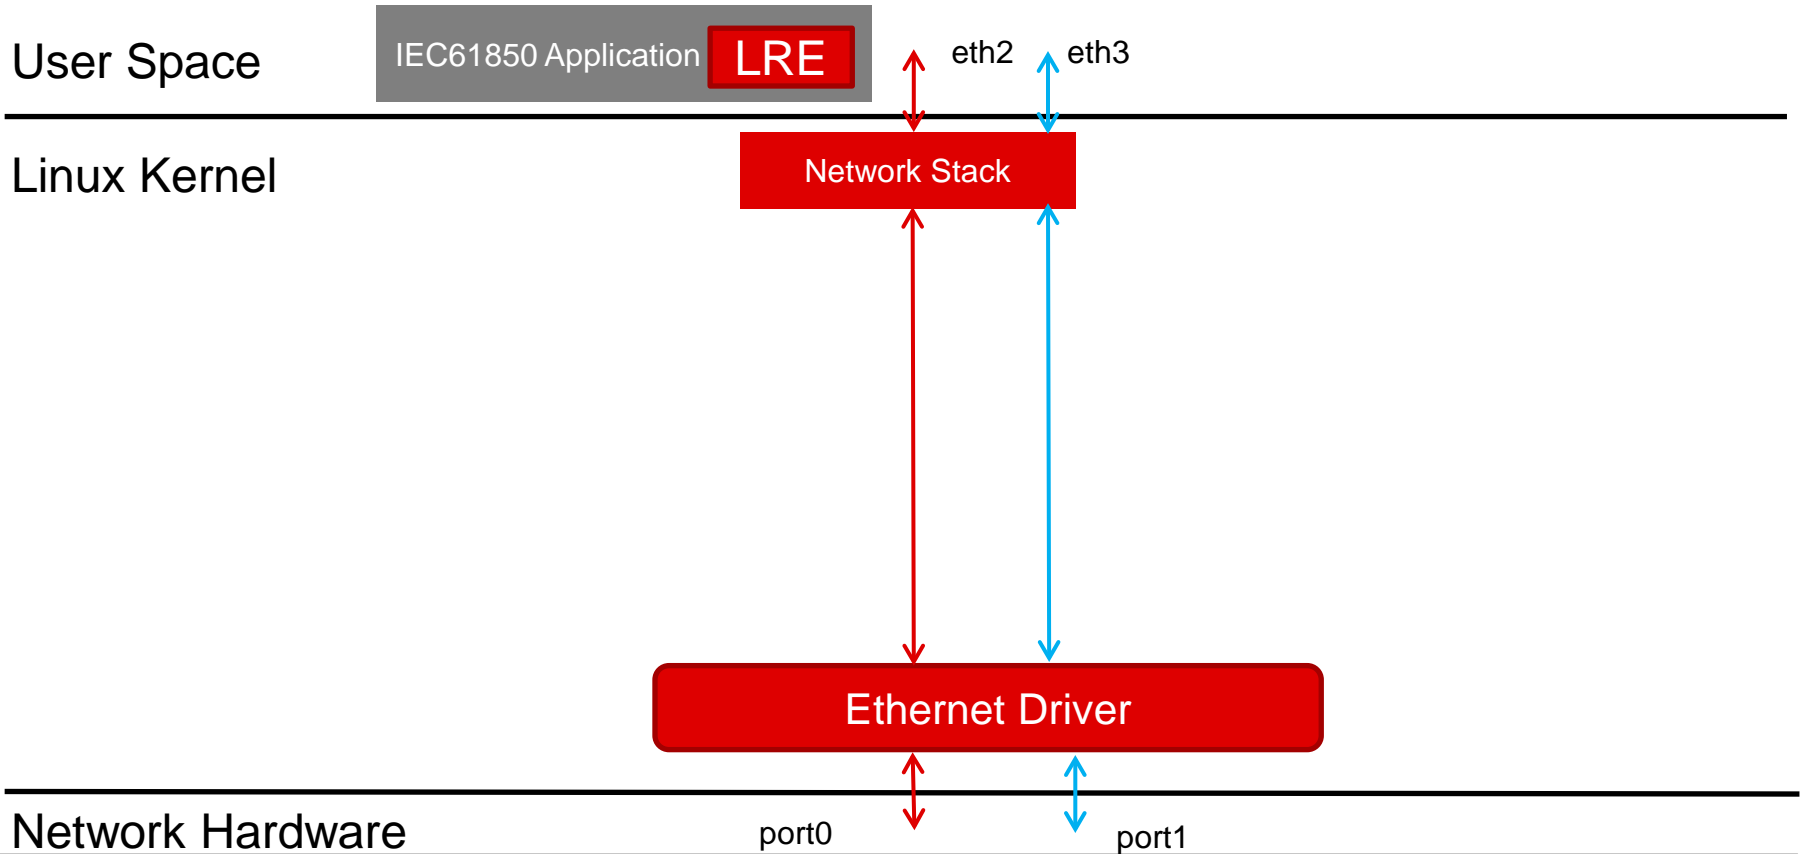 User Space
IEC61850 Application
LRE
eth2
eth3
Linux Kernel
Network Stack
Ethernet Driver
Network Hardware
port0
port1